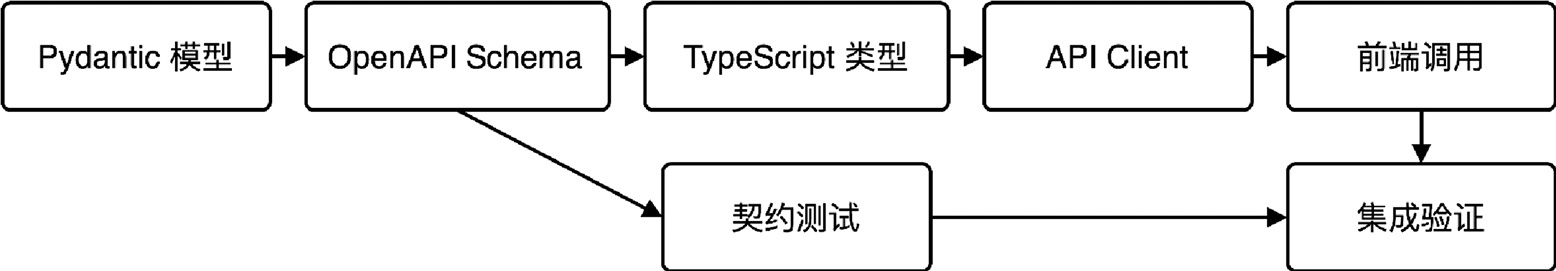 Pydantic 模型
OpenAPI Schema
TypeScript 类型
API Client
前端调用
契约测试
集成验证